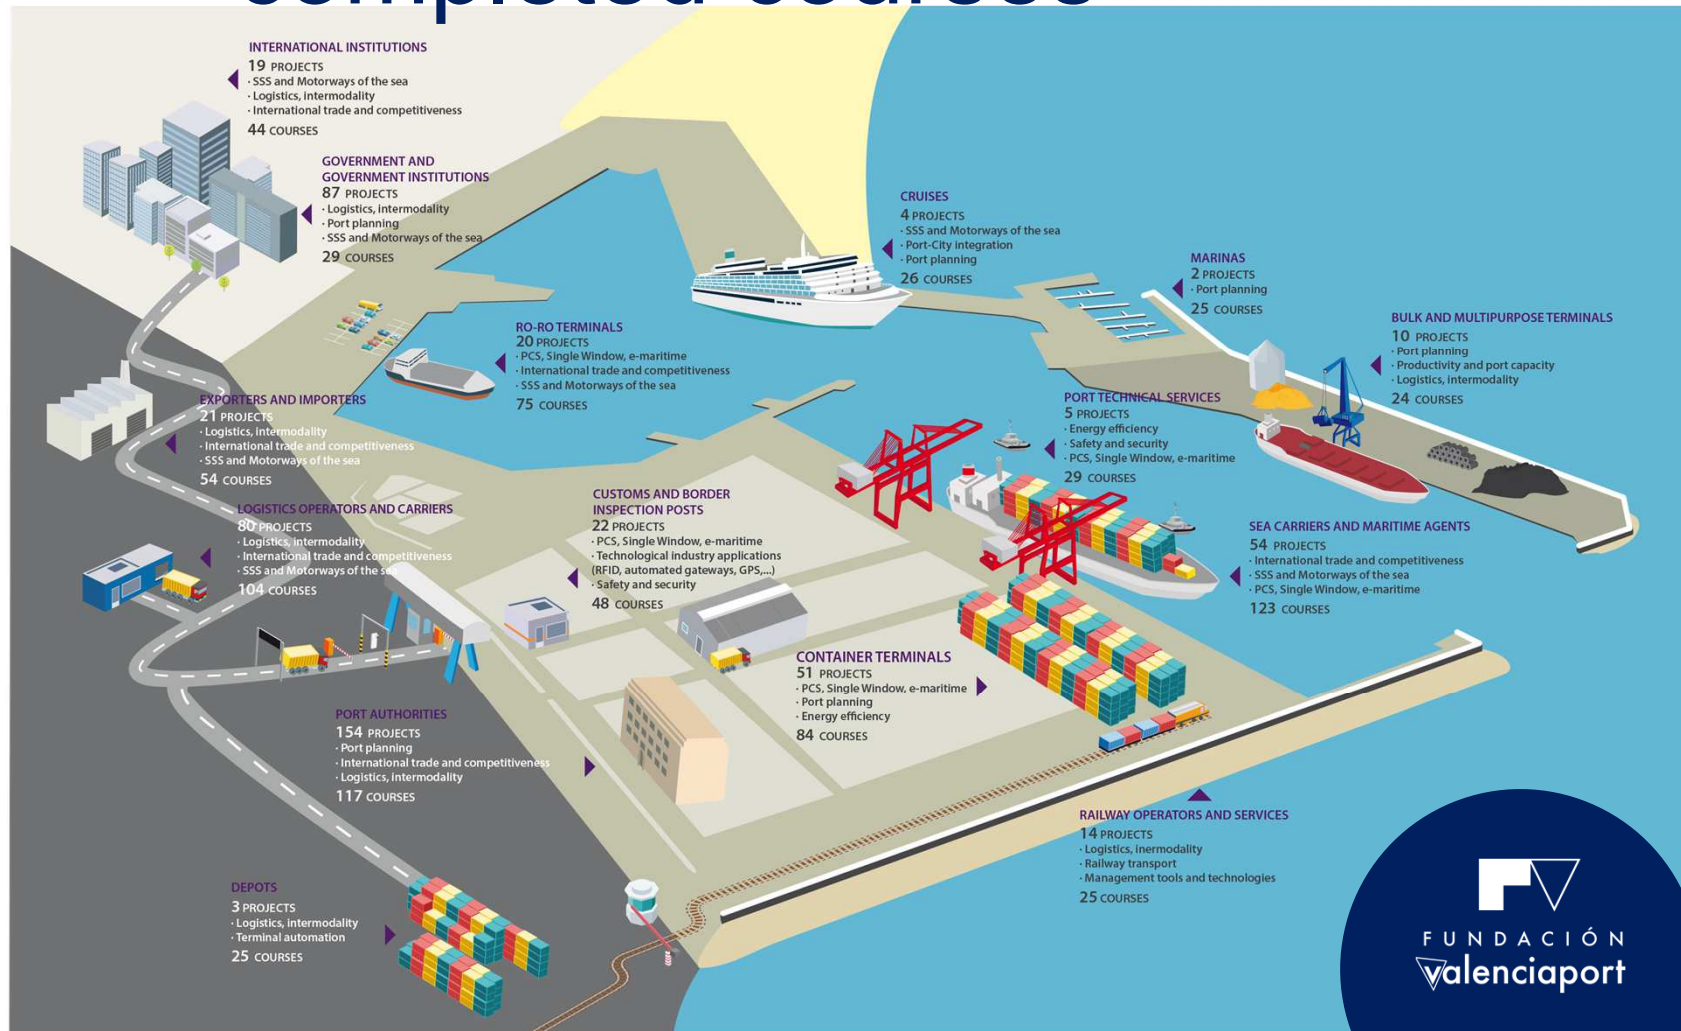 completed courses
INTERNATIONAL INSTITUTIONS
19 PROJECTS
· SSS and Motorways of the sea
· Logistics, intermodality
· International trade and competitiveness
44 COURSES
GOVERNMENT AND
GOVERNMENT INSTITUTIONS
87 PROJECTS
· Logistics, intermodality
· Port planning
· SSS and Motorways of the sea
29 COURSES
CRUISES
4 PROJECTS
· SSS and Motorways of the sea
· Port-City integration
· Port planning
26 COURSES
MARINAS
2 PROJECTS
· Port planning
25 COURSES
BULK AND MULTIPURPOSE TERMINALS
10 PROJECTS
· Port planning
· Productivity and port capacity
· Logistics, intermodality
24 COURSES
RO-RO TERMINALS
20 PROJECTS
· PCS, Single Window, e-maritime
· International trade and competitiveness
· SSS and Motorways of the sea
75 COURSES
EXPORTERS AND IMPORTERS
21 PROJECTS
· Logistics, intermodality
· International trade and competitiveness
· SSS and Motorways of the sea
54 COURSES
PORT TECHNICAL SERVICES
5 PROJECTS
· Energy efficiency
· Safety and security
· PCS, Single Window, e-maritime
29 COURSES
LOGISTICS OPERATORS AND CARRIERS
80 PROJECTS
· Logistics, intermodality
· International trade and competitiveness
· SSS and Motorways of the sea
104 COURSES
CUSTOMS AND BORDER
INSPECTION POSTS
22 PROJECTS
· PCS, Single Window, e-maritime
· Technological industry applications
(RFID, automated gateways, GPS,...)
· Safety and security
48 COURSES
SEA CARRIERS AND MARITIME AGENTS
54 PROJECTS
· International trade and competitiveness
· SSS and Motorways of the sea
· PCS, Single Window, e-maritime
123 COURSES
CONTAINER TERMINALS
51 PROJECTS
· PCS, Single Window, e-maritime
· Port planning
· Energy efficiency
84 COURSES
PORT AUTHORITIES
154 PROJECTS
· Port planning
· International trade and competitiveness
· Logistics, intermodality
117 COURSES
RAILWAY OPERATORS AND SERVICES
14 PROJECTS
· Logistics, inermodality
· Railway transport
· Management tools and technologies
25 COURSES
DEPOTS
3 PROJECTS
· Logistics, intermodality
· Terminal automation
25 COURSES
FUNDACIÓN
valenciaport